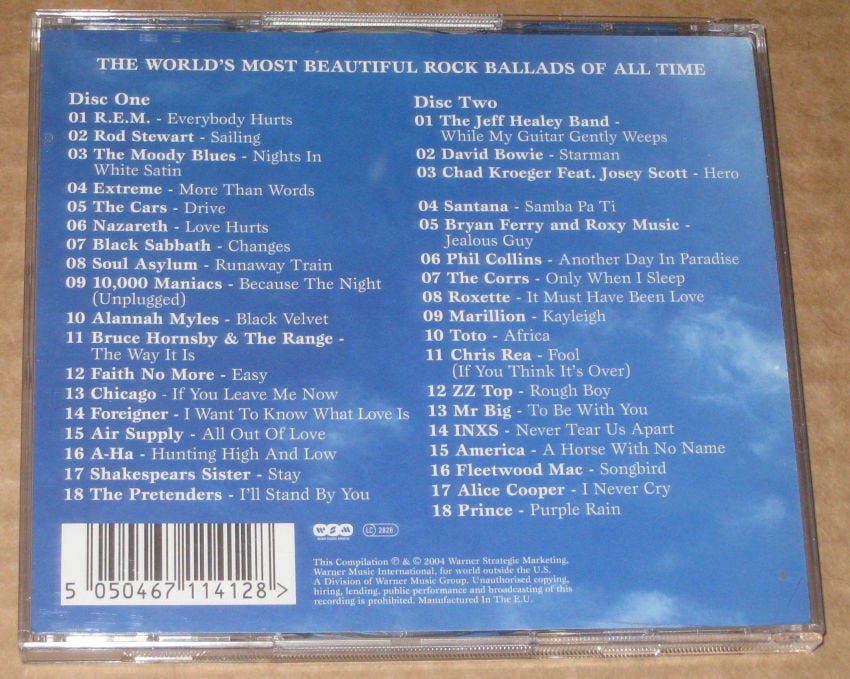 THE WORLD'S MOST BEAUTIFUL ROCK BALLADS OF ALL TIME
Disc One
01 R.E.M. - Everybody Hurts
02 Rod Stewart - Sailing
03 The Moody Blues - Nights In
White Satin
04 Extreme - More Than Words
05 The Cars - Drive
06 Nazareth - Love Hurts
07 Black Sabbath - Changes
08 Soul Asylum - Runaway Train
09 10,000 Maniacs - Because The Night
(Unplugged)
10 Alannah Myles - Black Velvet
11 Bruce Hornsby & The Range -
The Way It Is
12 Faith No More - Easy
13 Chicago - If You Leave Me Now
14 Foreigner - I Want To Know What Love Is
15 Air Supply - All Out Of Love
16 A-Ha - Hunting High And Low
17 Shakespears Sister - Stay
18 The Pretenders - I'll Stand By You
Disc Two
01 The Jeff Healey Band -
While My Guitar Gently Weeps
02 David Bowie - Starman
03 Chad Kroeger Feat. Josey Scott - Hero
04 Santana - Samba Pa Ti
05 Bryan Ferry and Roxy Music -
Jealous Guy
06 Phil Collins - Another Day In Paradise
07 The Corrs - Only When I Sleep
08 Roxette - It Must Have Been Love
09 Marillion - Kayleigh
10 Toto - Africa
11 Chris Rea - Fool
(If You Think It's Over)
12 ZZ Top - Rough Boy
13 Mr Big - To Be With You
14 INXS - Never Tear Us Apart
15 America - A Horse With No Name
16 Fleetwood Mac - Songbird
17 Alice Cooper - I Never Cry
18 Prince - Purple Rain
5 050467 114128 >
WSM
LC 2828
This Compilation ℗ & © 2004 Warner Strategic Marketing,
Warner Music International, for world outside the U.S.
A Division of Warner Music Group. Unauthorised copying,
hiring, lending, public performance and broadcasting of this
recording is prohibited. Manufactured In The E.U.